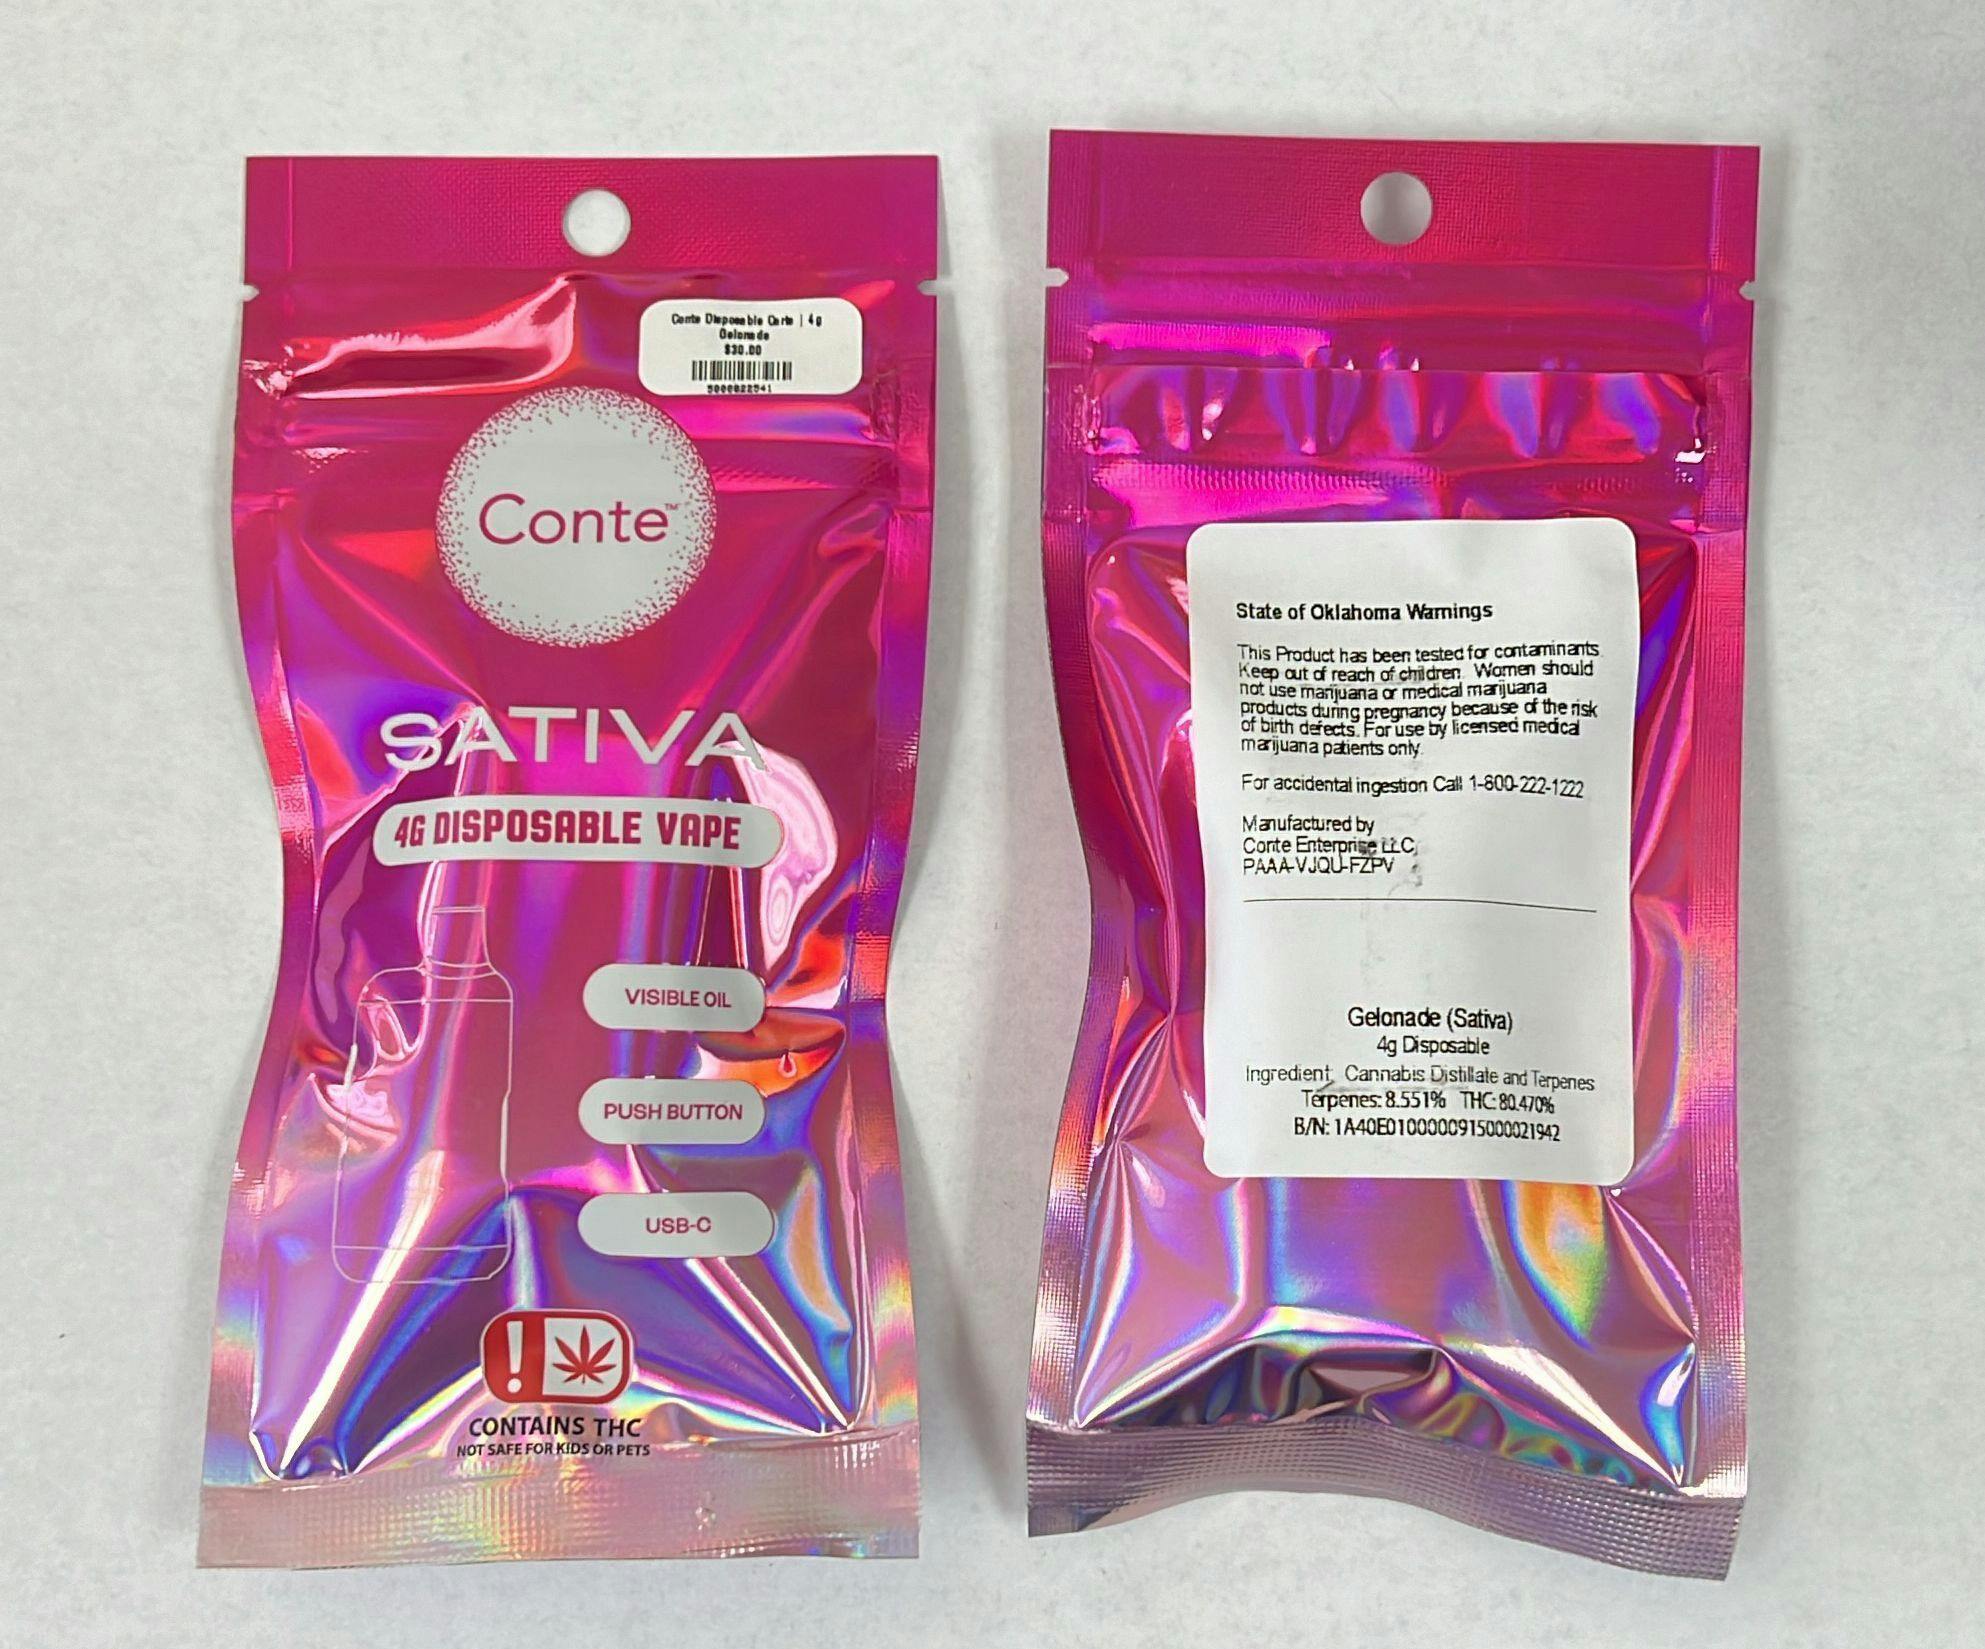 Conte Disposable Carts | 4g
Gelonade
$30.00
5000022541
Conte™
SATIVA
4G DISPOSABLE VAPE
VISIBLE OIL
PUSH BUTTON
USB-C
!
CONTAINS THC
NOT SAFE FOR KIDS OR PETS
State of Oklahoma Warnings
This Product has been tested for contaminants.
Keep out of reach of children. Women should
not use marijuana or medical marijuana
products during pregnancy because of the risk
of birth defects. For use by licensed medical
marijuana patients only.
For accidental ingestion Call 1-800-222-1222
Manufactured by
Conte Enterprise LLC
PAAA-VJQU-FZPV
Gelonade (Sativa)
4g Disposable
Ingredient: Cannabis Distillate and Terpenes
Terpenes: 8.551% THC: 80.470%
B/N: 1A40E0100000915000021942